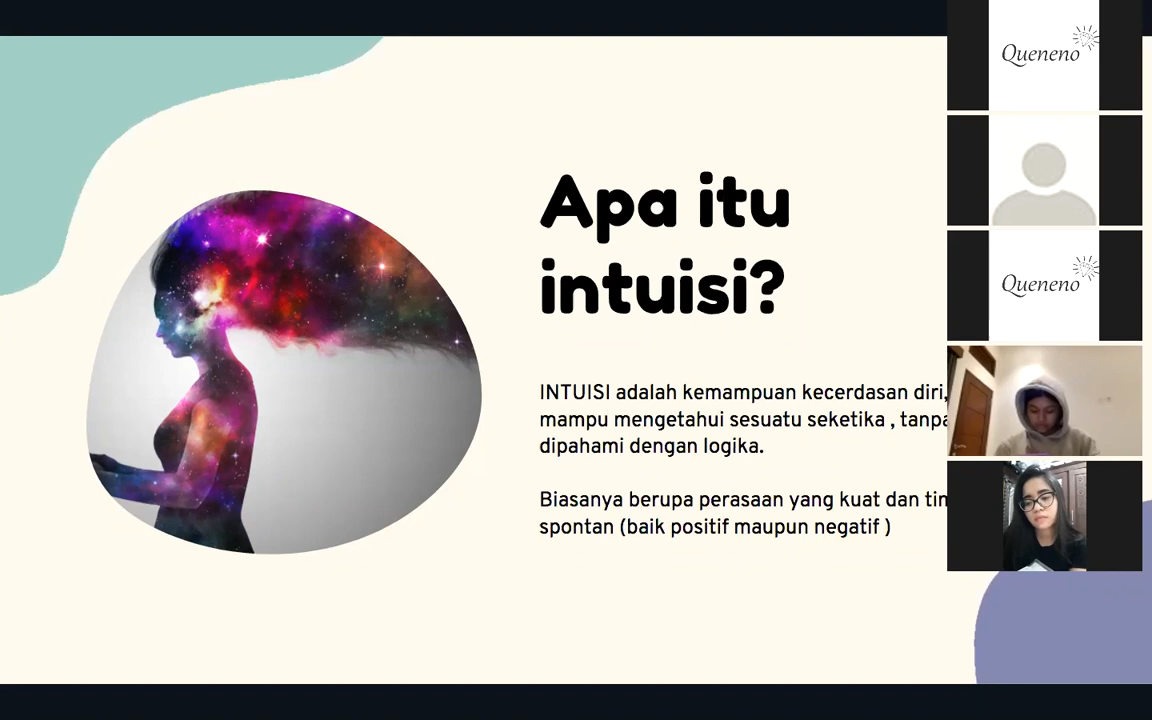 Apa itu
intuisi?
INTUISI adalah kemampuan kecerdasan diri,
mampu mengetahui sesuatu seketika , tanpa
dipahami dengan logika.
Biasanya berupa perasaan yang kuat dan
spontan (baik positif maupun negatif )
Queneno
Queneno